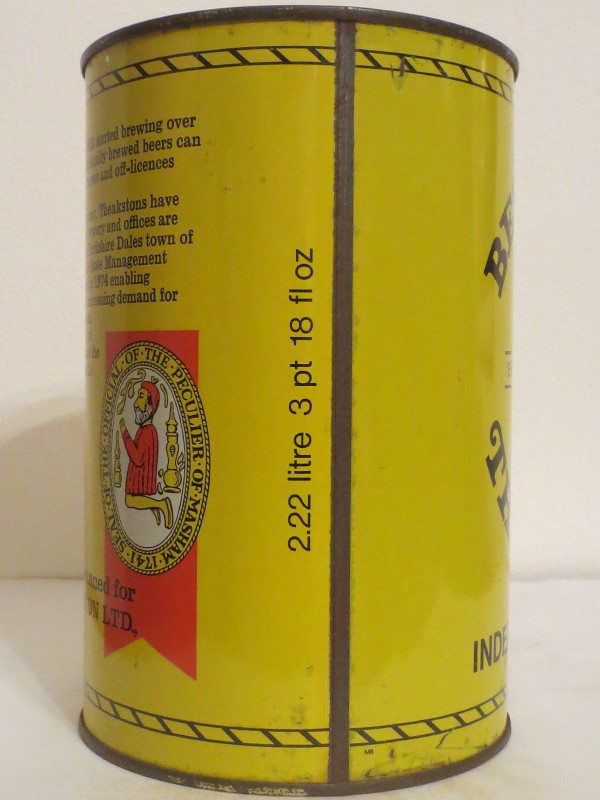 started brewing over
brewed beers can
and off-licences
Theakstons have
and offices are
Dales town of
Management
1974 enabling
demand for
the
SEAL · OF · THE · OFFICIAL · OF · THE · PECULIER · OF · MASHAM · 1741 ·
for
LTD.,
2.22 litre 3 pt 18 fl oz
BE
T
INDE